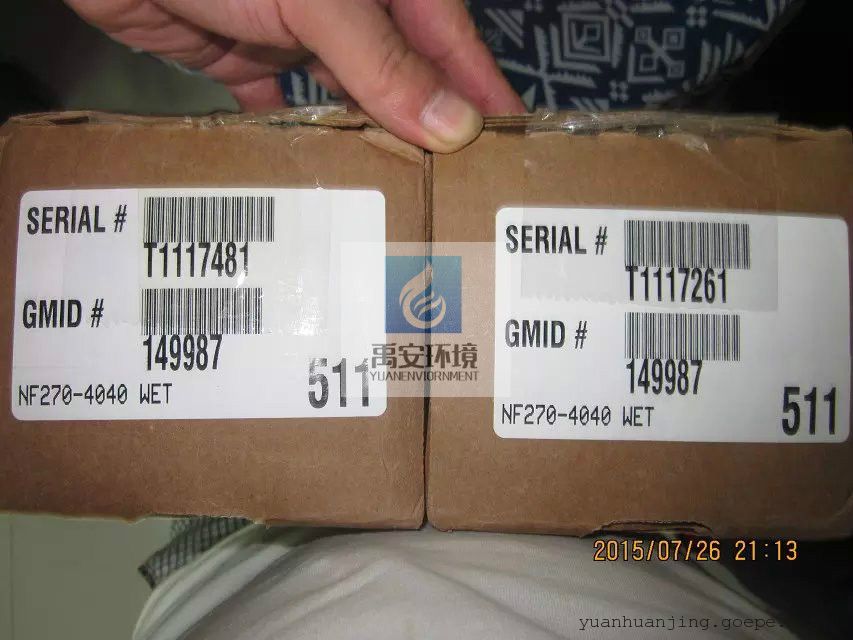 SERIAL #
T1117481
GMID #
149987
511
NF270-4040 WET
SERIAL #
T1117261
GMID #
149987
511
NF270-4040 WET
禹安环境
YUANENVIORNMENT
2015/07/26 21:13
yuanhuanjing.goepe.